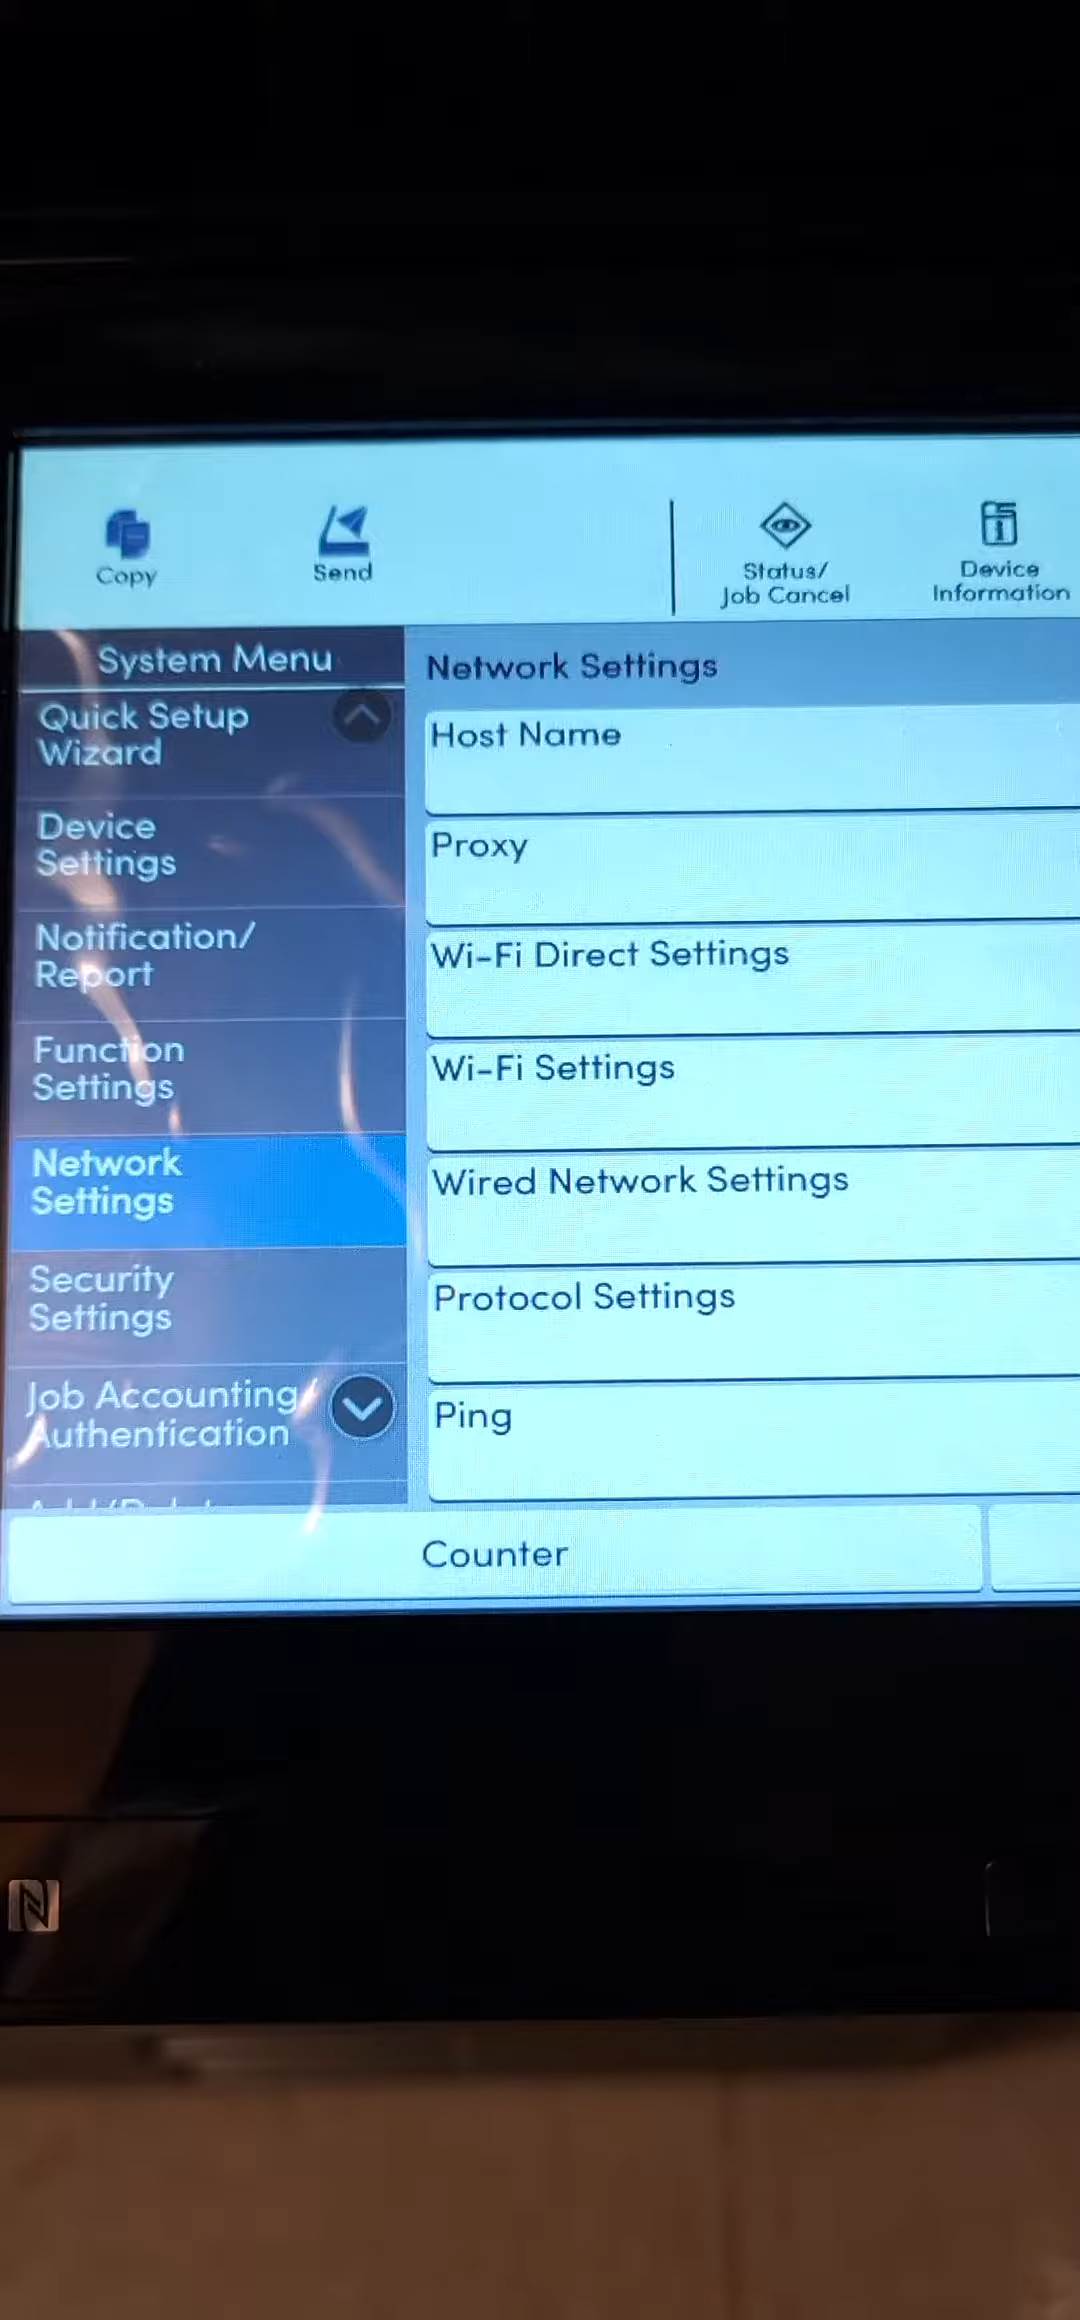 Copy
Send
Status/
Job Cancel
Device
Information
System Menu
Quick Setup
Wizard
Device
Settings
Notification/
Report
Function
Settings
Network
Settings
Security
Settings
Job Accounting/
Authentication
Network Settings
Host Name
Proxy
Wi-Fi Direct Settings
Wi-Fi Settings
Wired Network Settings
Protocol Settings
Ping
Counter